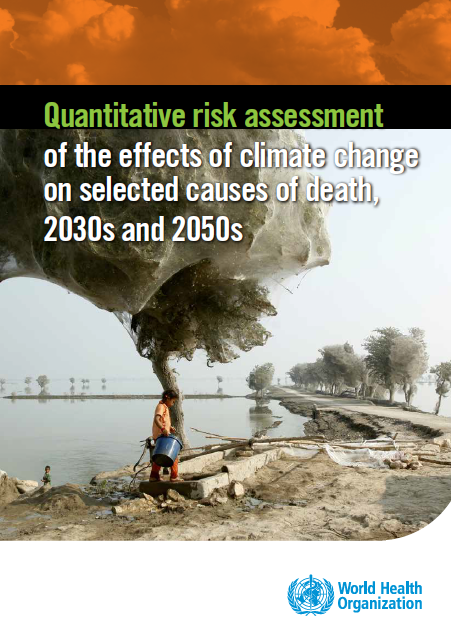 Quantitative risk assessment
of the effects of climate change
on selected causes of death,
2030s and 2050s
World Health
Organization